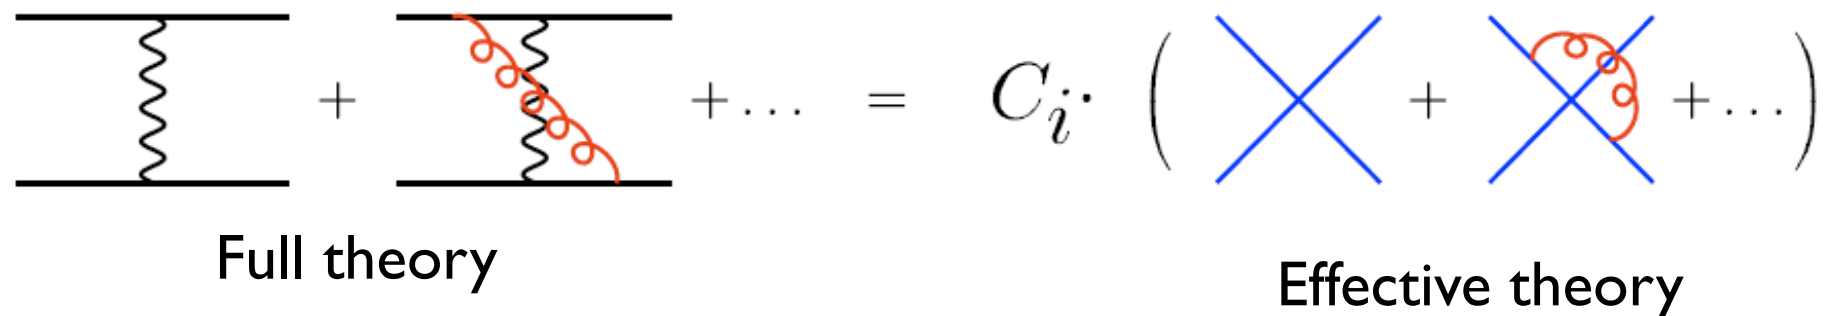 + + ... = C_i · ( + + ... )
Full theory
Effective theory